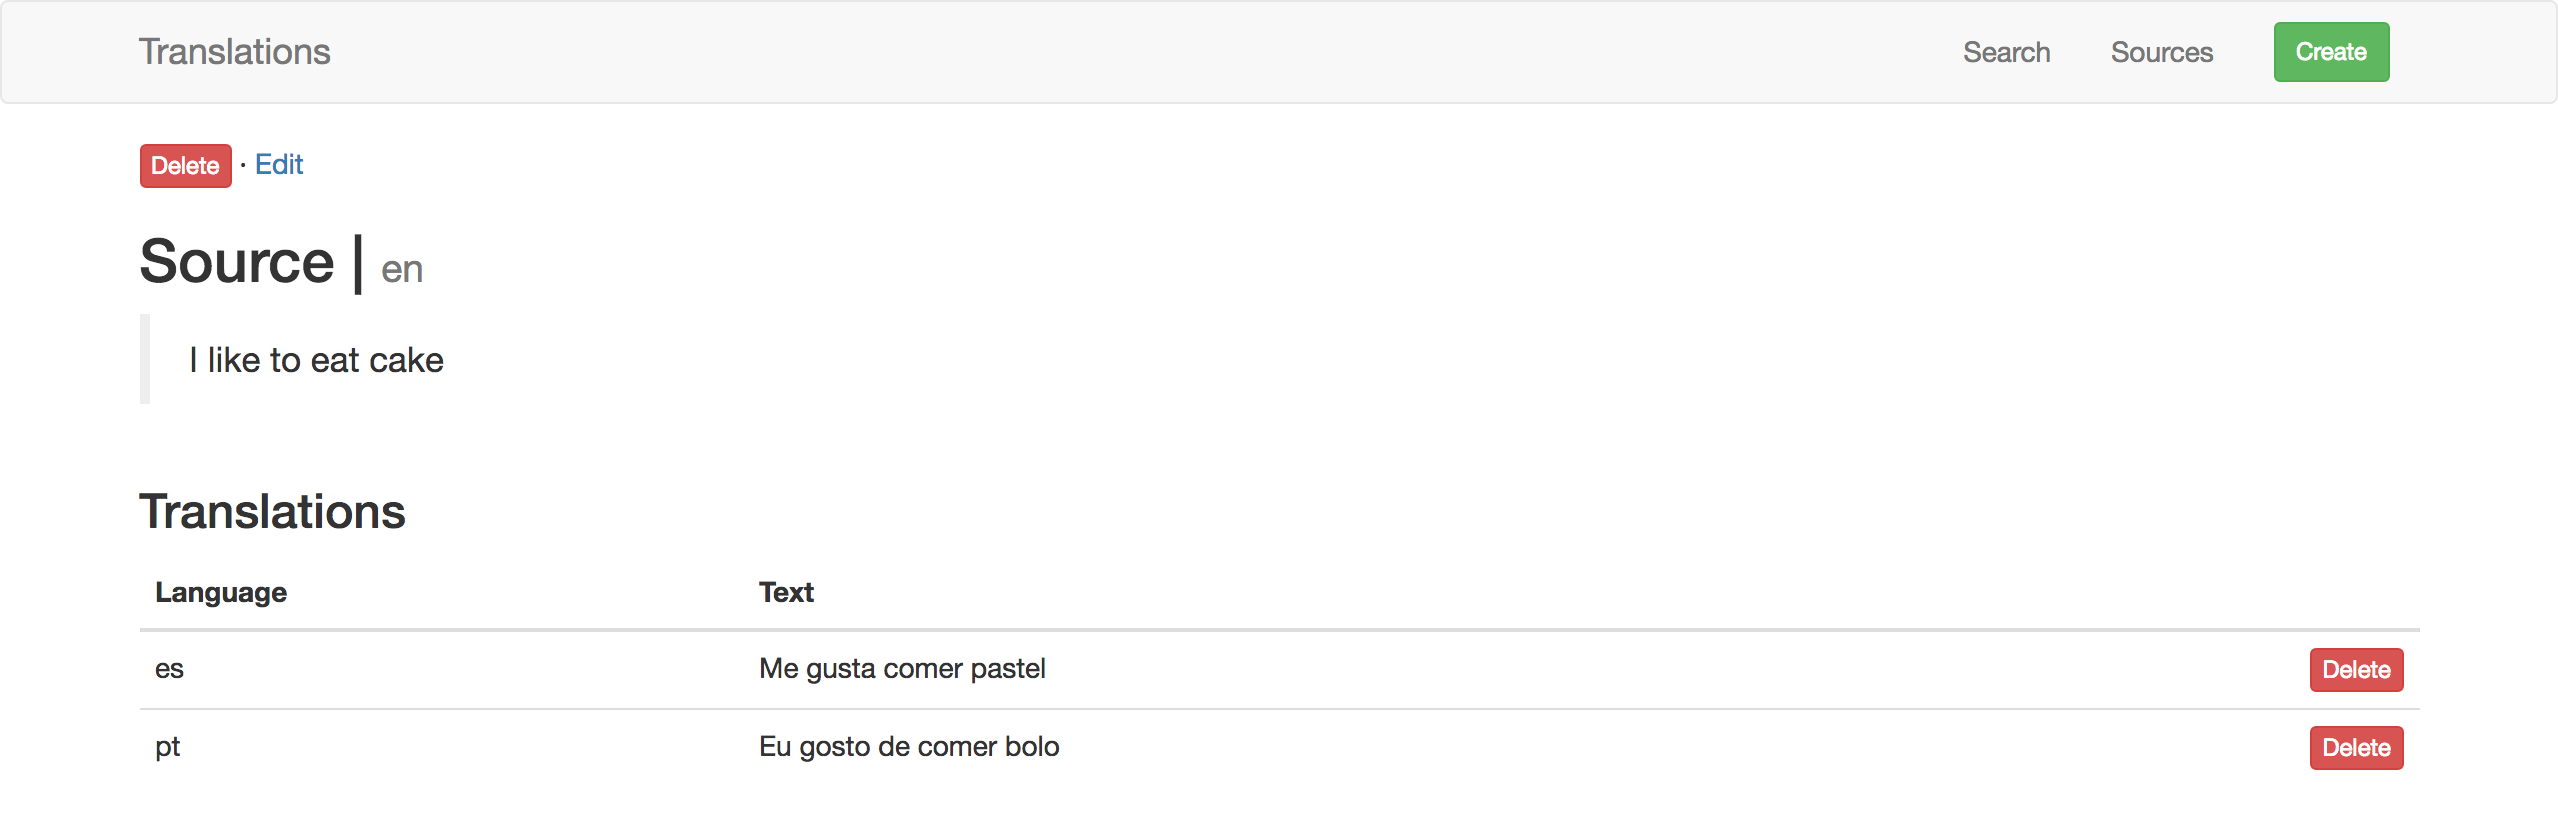 Translations Search Sources Create
Delete · Edit
Source | en
I like to eat cake
Translations
Language Text
es Me gusta comer pastel Delete
pt Eu gosto de comer bolo Delete